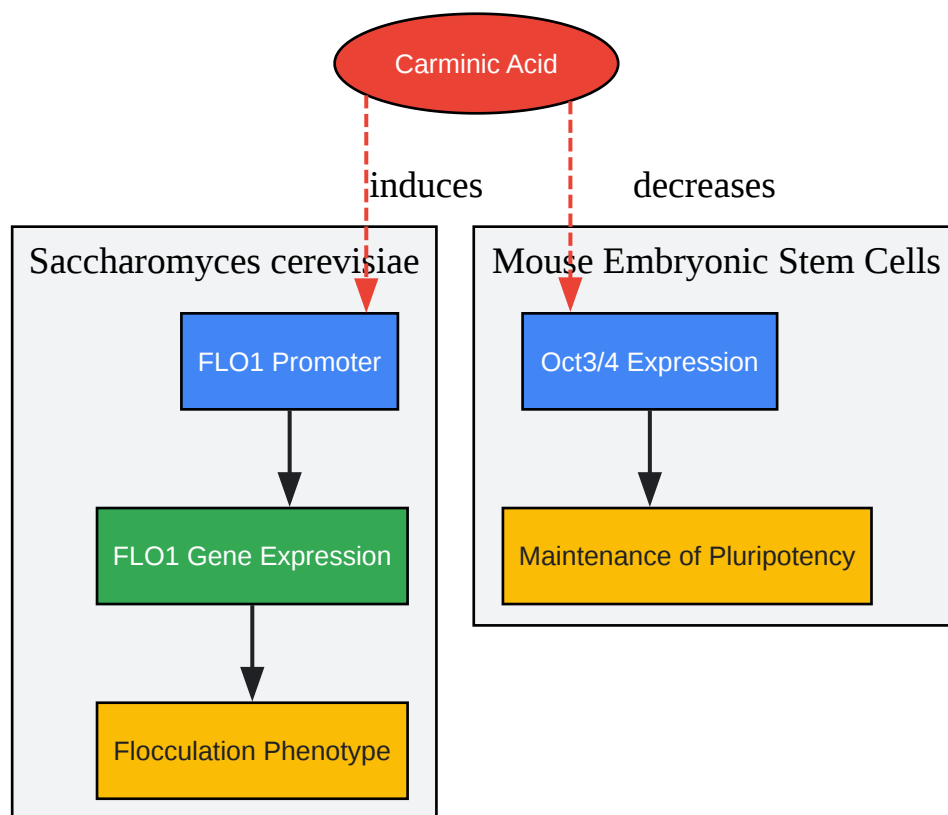 Carminic Acid
induces
decreases
Saccharomyces cerevisiae
Mouse Embryonic Stem Cells
FLO1 Promoter
Oct3/4 Expression
FLO1 Gene Expression
Maintenance of Pluripotency
Flocculation Phenotype